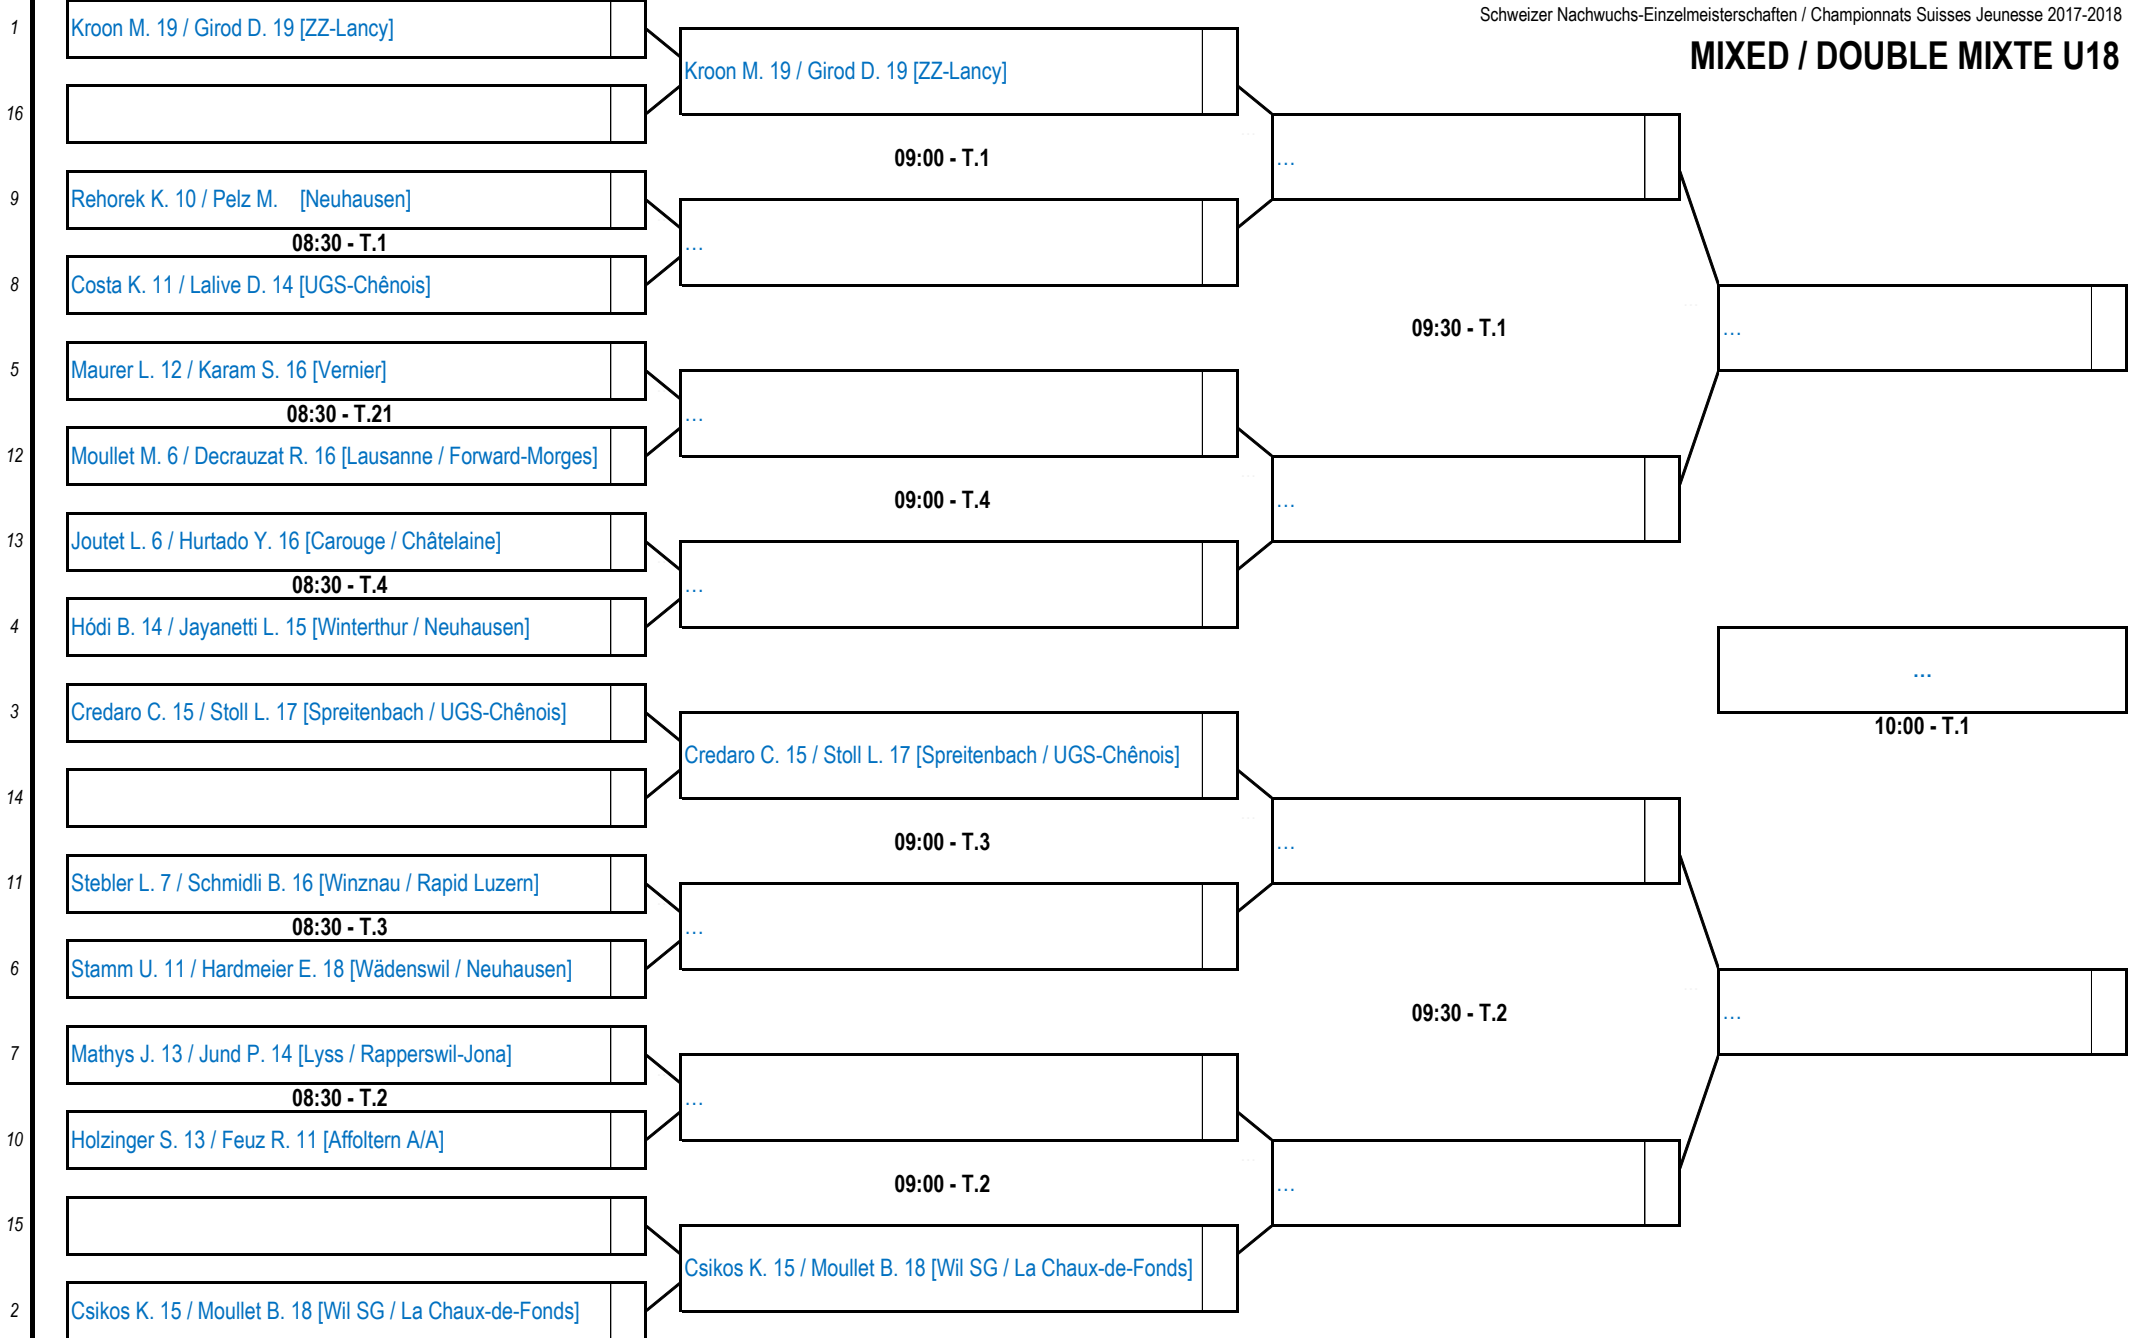 Schweizer Nachwuchs-Einzelmeisterschaften / Championnats Suisses Jeunesse 2017-2018
MIXED / DOUBLE MIXTE U18
1
Kroon M. 19 / Girod D. 19 [ZZ-Lancy]
Kroon M. 19 / Girod D. 19 [ZZ-Lancy]
16
09:00 - T.1
...
9
Rehorek K. 10 / Pelz M. [Neuhausen]
08:30 - T.1
...
8
Costa K. 11 / Lalive D. 14 [UGS-Chênois]
09:30 - T.1
...
5
Maurer L. 12 / Karam S. 16 [Vernier]
08:30 - T.21
...
12
Moullet M. 6 / Decrauzat R. 16 [Lausanne / Forward-Morges]
09:00 - T.4
...
13
Joutet L. 6 / Hurtado Y. 16 [Carouge / Châtelaine]
08:30 - T.4
...
4
Hódi B. 14 / Jayanetti L. 15 [Winterthur / Neuhausen]
...
10:00 - T.1
3
Credaro C. 15 / Stoll L. 17 [Spreitenbach / UGS-Chênois]
Credaro C. 15 / Stoll L. 17 [Spreitenbach / UGS-Chênois]
14
09:00 - T.3
...
11
Stebler L. 7 / Schmidli B. 16 [Winznau / Rapid Luzern]
08:30 - T.3
...
6
Stamm U. 11 / Hardmeier E. 18 [Wädenswil / Neuhausen]
09:30 - T.2
...
7
Mathys J. 13 / Jund P. 14 [Lyss / Rapperswil-Jona]
08:30 - T.2
...
10
Holzinger S. 13 / Feuz R. 11 [Affoltern A/A]
09:00 - T.2
...
15
Csikos K. 15 / Moullet B. 18 [Wil SG / La Chaux-de-Fonds]
2
Csikos K. 15 / Moullet B. 18 [Wil SG / La Chaux-de-Fonds]